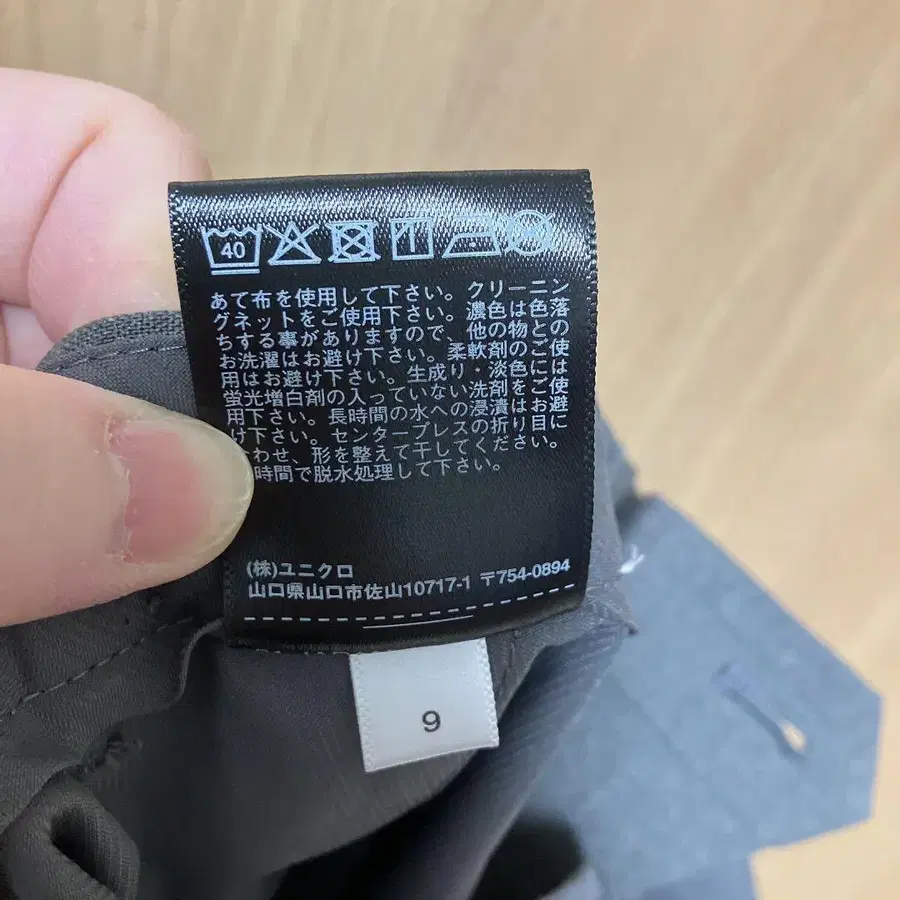 40
あて布を使用して下さい。クリーニン
グネットをご使用下さい。濃色は色落
ちする事がありますので、他の物との
お洗濯はお避け下さい。柔軟剤のご使
用はお避け下さい。生成り・淡色には
蛍光増白剤の入っていない洗剤をご使
用下さい。長時間の水への浸漬はお避
け下さい。センタープレスの折り目に
わせ、形を整えて干してください。
時間で脱水処理して下さい。
(株)ユニクロ
山口県山口市佐山10717-1 〒754-0894
9